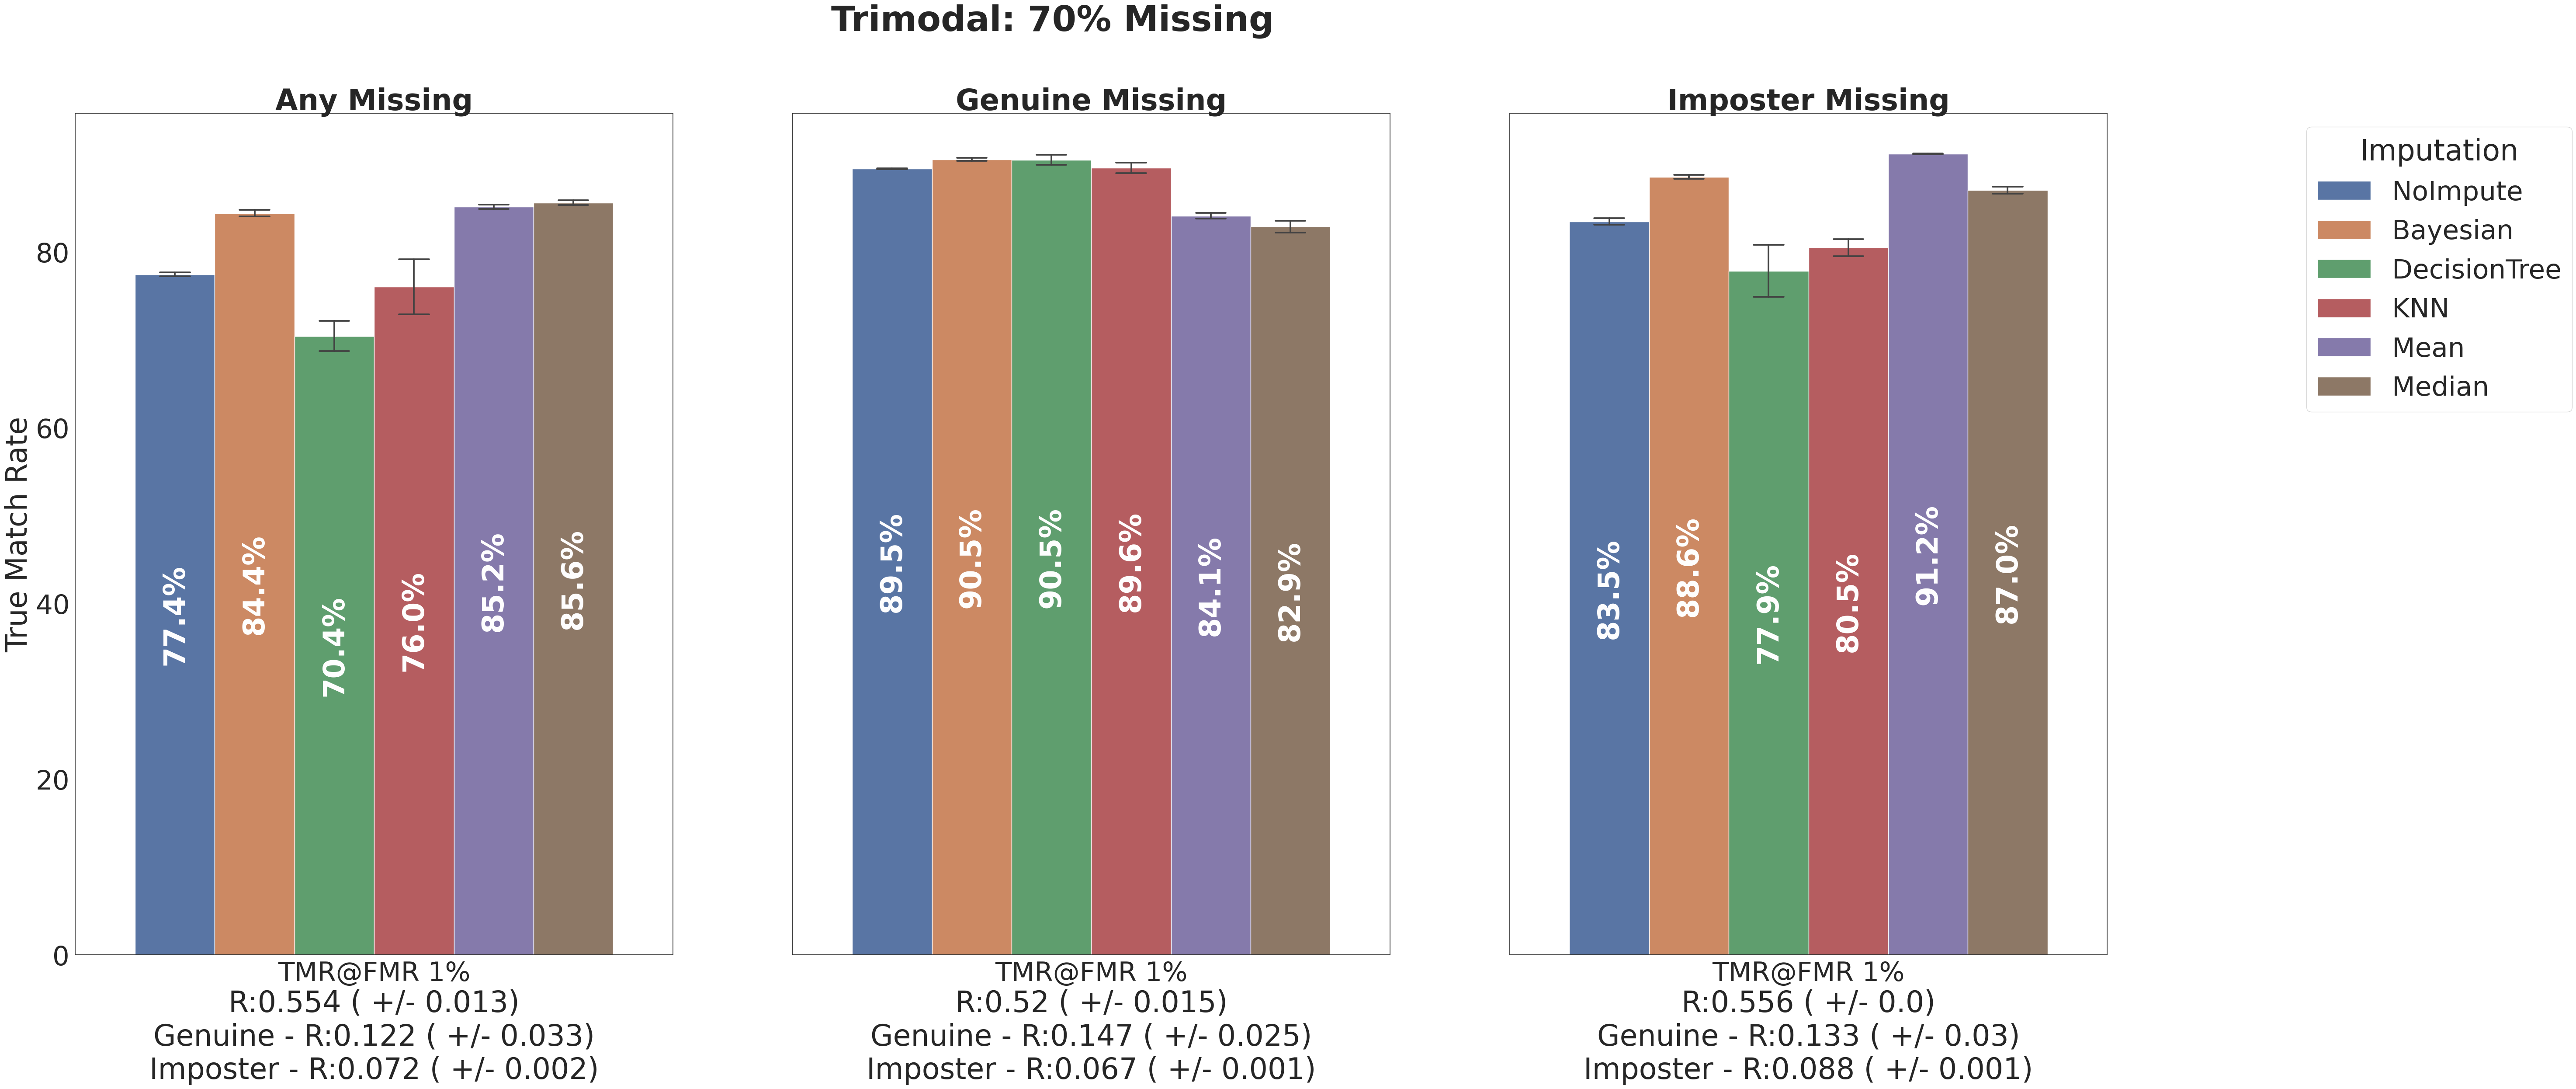 Trimodal: 70% Missing
Any Missing
True Match Rate
80
60
40
20
0
77.4%
84.4%
70.4%
76.0%
85.2%
85.6%
TMR@FMR 1%
R:0.554 ( +/- 0.013)
Genuine - R:0.122 ( +/- 0.033)
Imposter - R:0.072 ( +/- 0.002)
Genuine Missing
89.5%
90.5%
90.5%
89.6%
84.1%
82.9%
TMR@FMR 1%
R:0.52 ( +/- 0.015)
Genuine - R:0.147 ( +/- 0.025)
Imposter - R:0.067 ( +/- 0.001)
Imposter Missing
83.5%
88.6%
77.9%
80.5%
91.2%
87.0%
TMR@FMR 1%
R:0.556 ( +/- 0.0)
Genuine - R:0.133 ( +/- 0.03)
Imposter - R:0.088 ( +/- 0.001)
Imputation
NoImpute
Bayesian
DecisionTree
KNN
Mean
Median